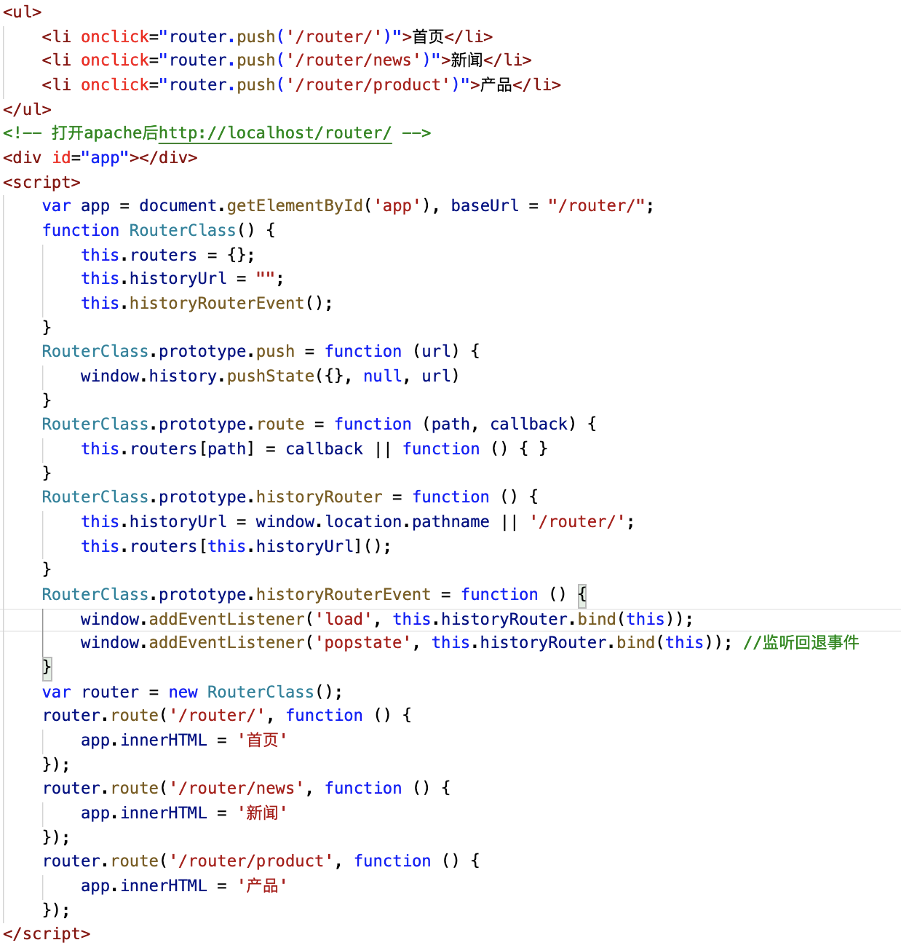 <ul>
    <li onclick="router.push('/router/')">首页</li>
    <li onclick="router.push('/router/news')">新闻</li>
    <li onclick="router.push('/router/product')">产品</li>
</ul>
<!-- 打开apache后http://localhost/router/ -->
<div id="app"></div>
<script>
    var app = document.getElementById('app'), baseUrl = "/router/";
    function RouterClass() {
        this.routers = {};
        this.historyUrl = "";
        this.historyRouterEvent();
    }
    RouterClass.prototype.push = function (url) {
        window.history.pushState({}, null, url)
    }
    RouterClass.prototype.route = function (path, callback) {
        this.routers[path] = callback || function () { }
    }
    RouterClass.prototype.historyRouter = function () {
        this.historyUrl = window.location.pathname || '/router/';
        this.routers[this.historyUrl]();
    }
    RouterClass.prototype.historyRouterEvent = function () {
        window.addEventListener('load', this.historyRouter.bind(this));
        window.addEventListener('popstate', this.historyRouter.bind(this)); //监听回退事件
    }
    var router = new RouterClass();
    router.route('/router/', function () {
        app.innerHTML = '首页'
    });
    router.route('/router/news', function () {
        app.innerHTML = '新闻'
    });
    router.route('/router/product', function () {
        app.innerHTML = '产品'
    });
</script>